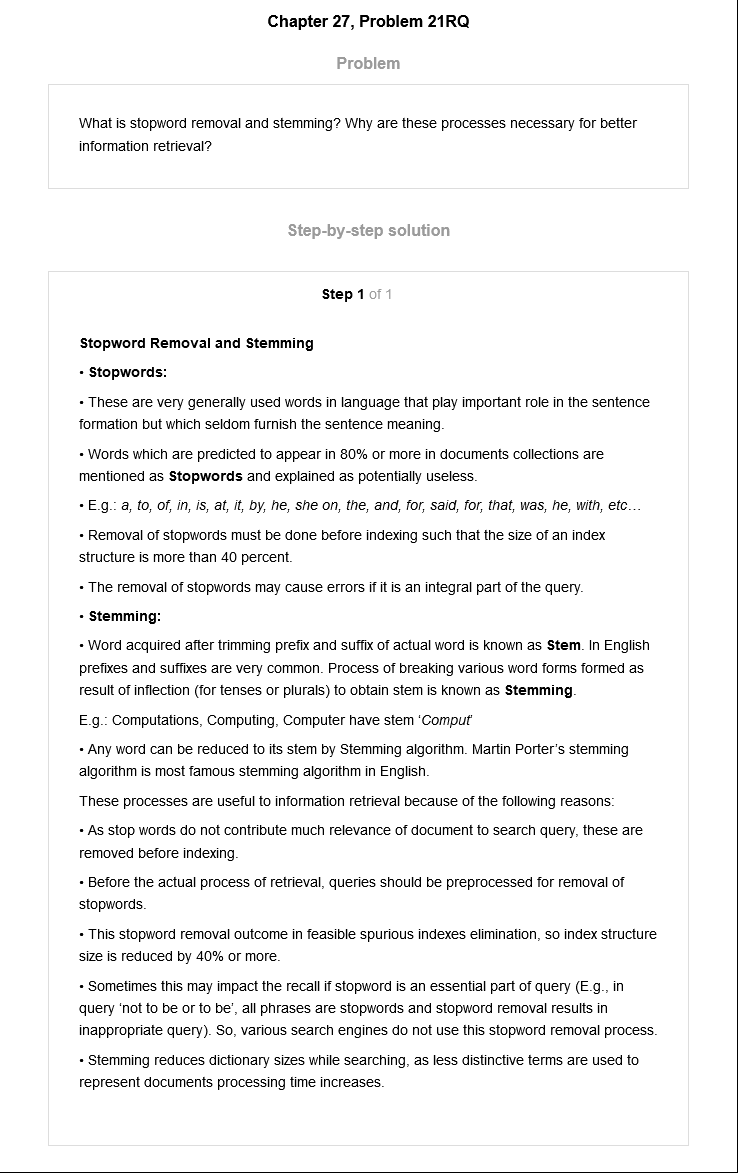 Chapter 27, Problem 21RQ
Problem
What is stopword removal and stemming? Why are these processes necessary for better
information retrieval?
Step-by-step solution
Step 1 of 1
Stopword Removal and Stemming
• Stopwords:
• These are very generally used words in language that play important role in the sentence
formation but which seldom furnish the sentence meaning.
• Words which are predicted to appear in 80% or more in documents collections are
mentioned as Stopwords and explained as potentially useless.
• E.g.: a, to, of, in, is, at, it, by, he, she on, the, and, for, said, for, that, was, he, with, etc…
• Removal of stopwords must be done before indexing such that the size of an index
structure is more than 40 percent.
• The removal of stopwords may cause errors if it is an integral part of the query.
• Stemming:
• Word acquired after trimming prefix and suffix of actual word is known as Stem. In English
prefixes and suffixes are very common. Process of breaking various word forms formed as
result of inflection (for tenses or plurals) to obtain stem is known as Stemming.
E.g.: Computations, Computing, Computer have stem ‘Comput’
• Any word can be reduced to its stem by Stemming algorithm. Martin Porter’s stemming
algorithm is most famous stemming algorithm in English.
These processes are useful to information retrieval because of the following reasons:
• As stop words do not contribute much relevance of document to search query, these are
removed before indexing.
• Before the actual process of retrieval, queries should be preprocessed for removal of
stopwords.
• This stopword removal outcome in feasible spurious indexes elimination, so index structure
size is reduced by 40% or more.
• Sometimes this may impact the recall if stopword is an essential part of query (E.g., in
query ‘not to be or to be’, all phrases are stopwords and stopword removal results in
inappropriate query). So, various search engines do not use this stopword removal process.
• Stemming reduces dictionary sizes while searching, as less distinctive terms are used to
represent documents processing time increases.